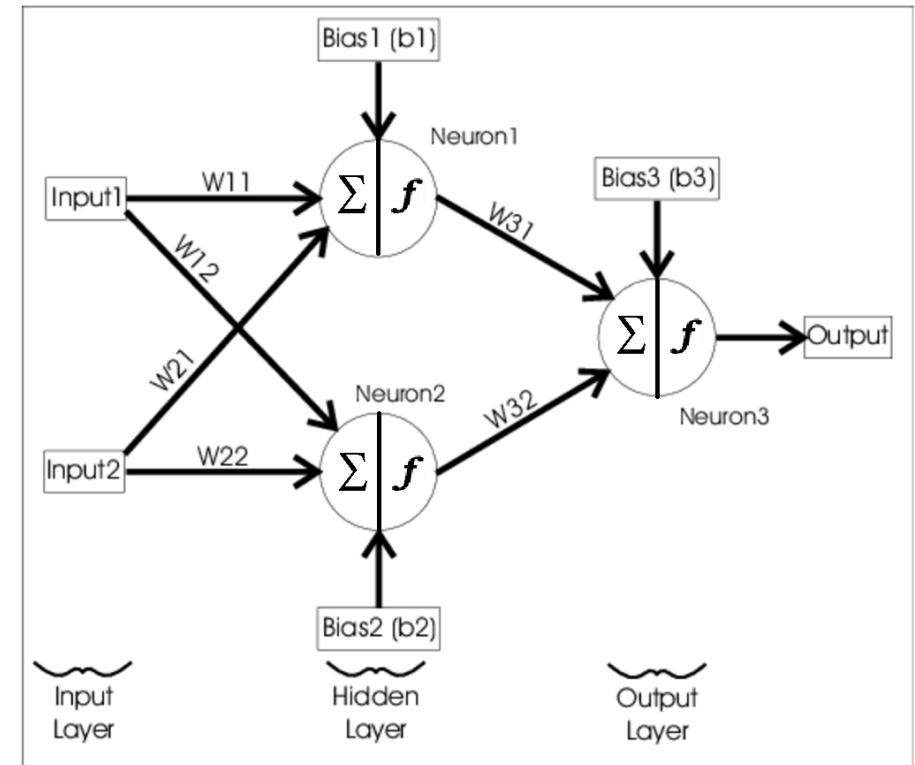 Bias1 (b1)
Neuron1
Input1
W11
Σ f
Bias3 (b3)
W31
W12
Σ f
Output
W21
Neuron2
W32
Neuron3
Input2
W22
Σ f
Bias2 (b2)
Input
Layer
Hidden
Layer
Output
Layer